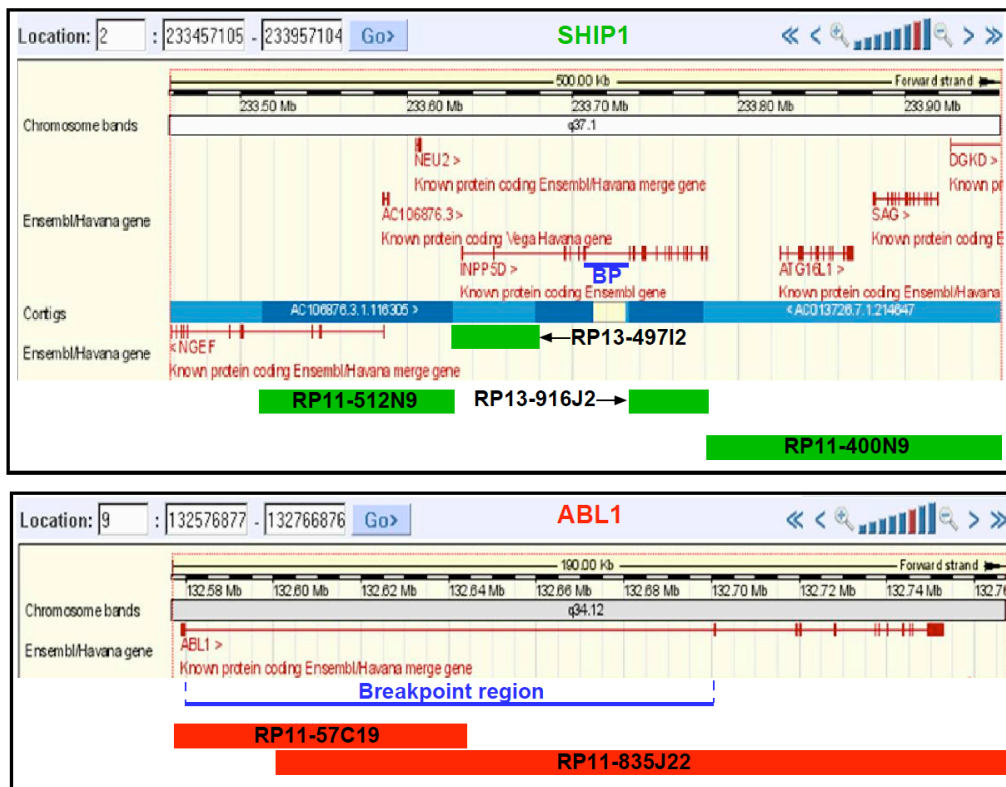 Location: 2 : 233457105 - 233957104 Go> SHIP1
500.00 Kb Forward strand
233.50 Mb 233.60 Mb 233.70 Mb 233.80 Mb 233.90 Mb
Chromosome bands q37.1
NEU2 > DGKD >
Known protein coding Ensembl/Havana merge gene Known pr
Ensembl/Havana gene AC106876.3 > SAG >
Known protein coding Vega Havana gene Known protein coding E
INPP5D > BP ATG16L1 >
Known protein coding Ensembl gene Known protein coding Ensembl/Havana
Contigs AC106876.3.1.116305 > < AC013726.7.1.214647
Ensembl/Havana gene < NGEF RP13-497I2
Known protein coding Ensembl/Havana merge gene
RP11-512N9 RP13-916J2
RP11-400N9
Location: 9 : 132576877 - 132766876 Go> ABL1
190.00 Kb Forward strand
132.58 Mb 132.60 Mb 132.62 Mb 132.64 Mb 132.66 Mb 132.68 Mb 132.70 Mb 132.72 Mb 132.74 Mb 132.76
Chromosome bands q34.12
Ensembl/Havana gene ABL1 >
Known protein coding Ensembl/Havana merge gene
Breakpoint region
RP11-57C19
RP11-835J22